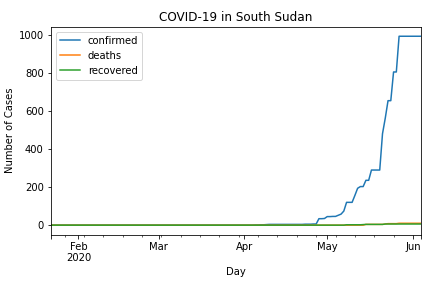 COVID-19 in South Sudan
confirmed
deaths
recovered
1000
800
600
400
200
0
Number of Cases
Feb Mar Apr May Jun
2020
Day